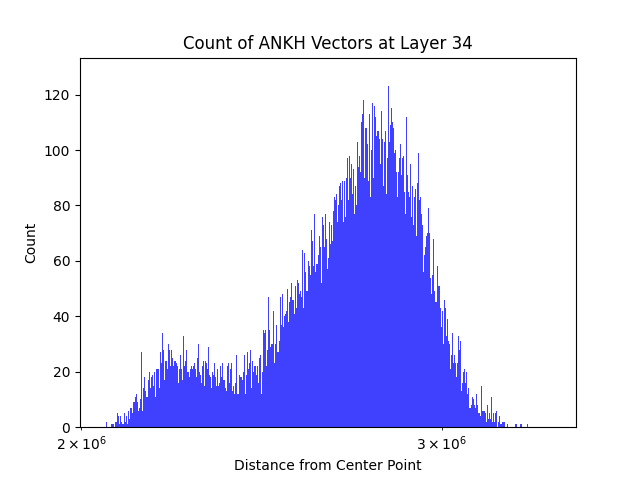 Count of ANKH Vectors at Layer 34
Count
120
100
80
60
40
20
0
2 × 10⁶
3 × 10⁶
Distance from Center Point